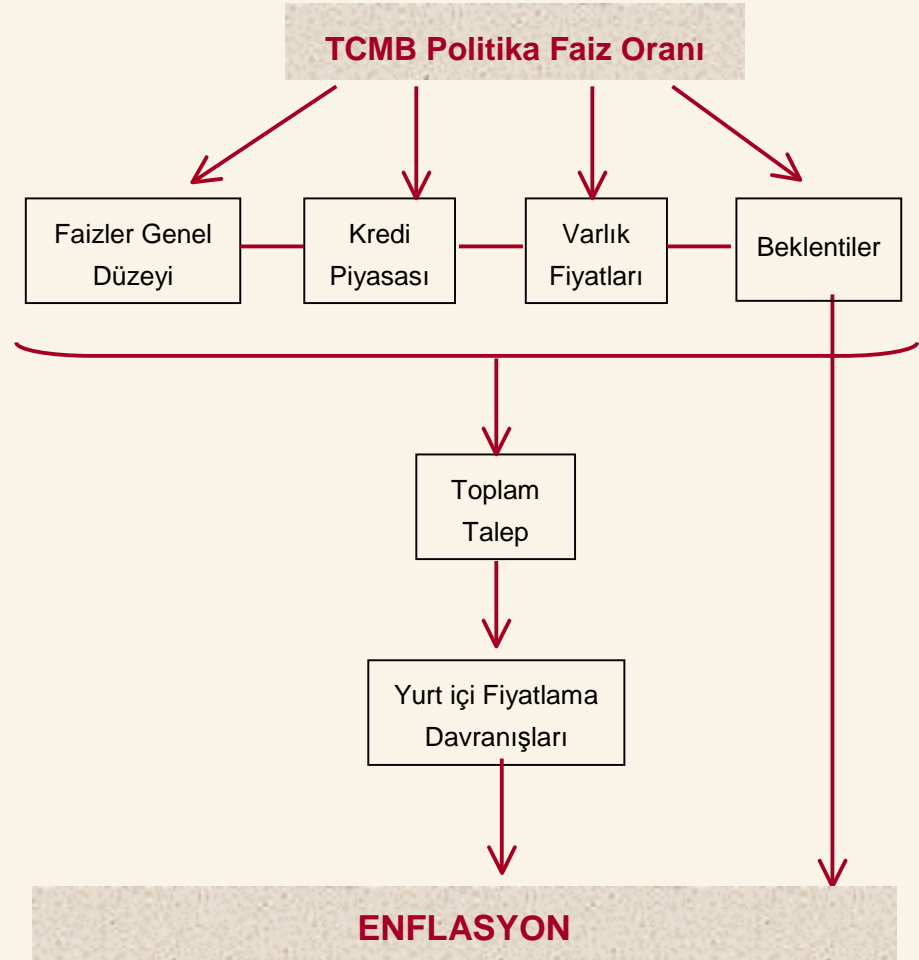 TCMB Politika Faiz Oranı
Faizler Genel
Düzeyi
Kredi
Piyasası
Varlık
Fiyatları
Beklentiler
Toplam
Talep
Yurt içi Fiyatlama
Davranışları
ENFLASYON